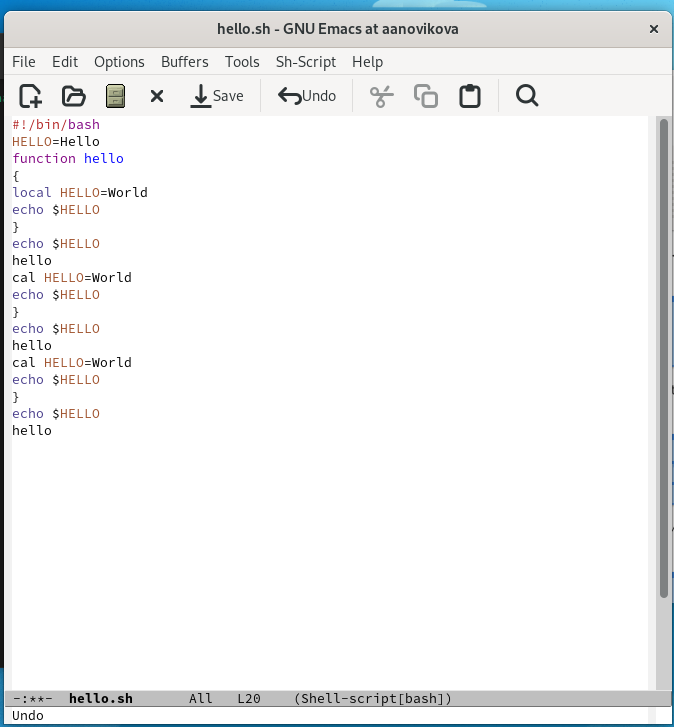 hello.sh - GNU Emacs at aanovikova
File Edit Options Buffers Tools Sh-Script Help
Save Undo
#!/bin/bash
HELLO=Hello
function hello
{
local HELLO=World
echo $HELLO
}
echo $HELLO
hello
cal HELLO=World
echo $HELLO
}
echo $HELLO
hello
cal HELLO=World
echo $HELLO
}
echo $HELLO
hello
-:**- hello.sh All L20 (Shell-script[bash])
Undo